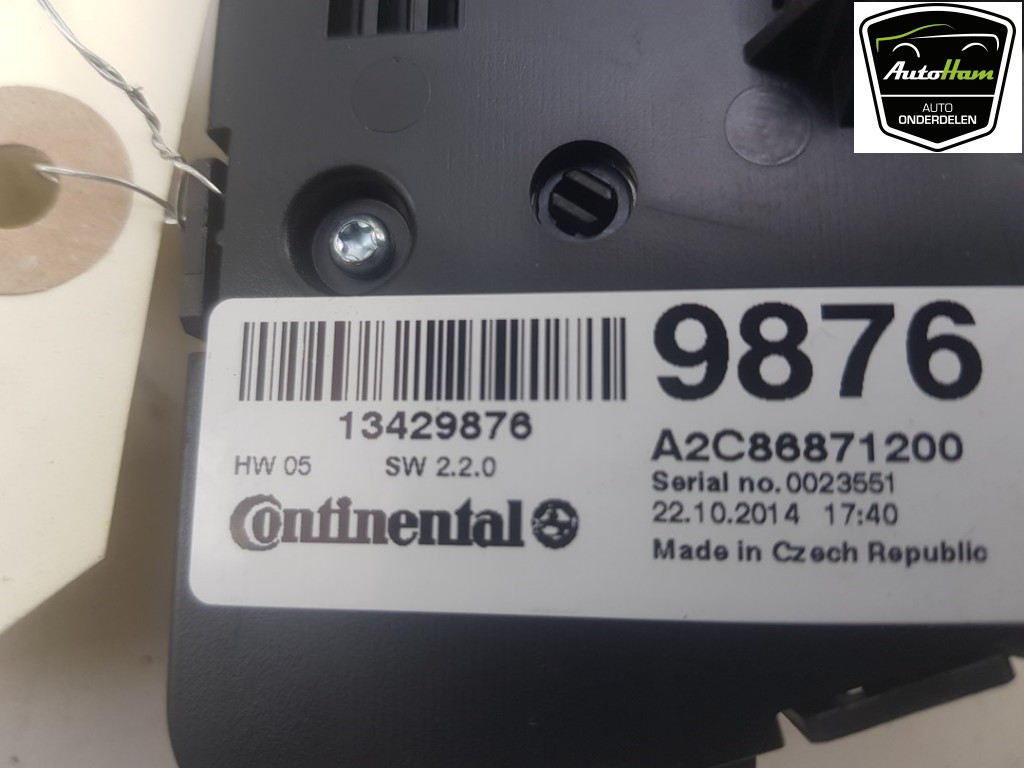 AutoHam
AUTO
ONDERDELEN
9876
13429876
A2C86871200
HW 05 SW 2.2.0
Serial no. 0023551
22.10.2014 17:40
Continental
Made in Czech Republic